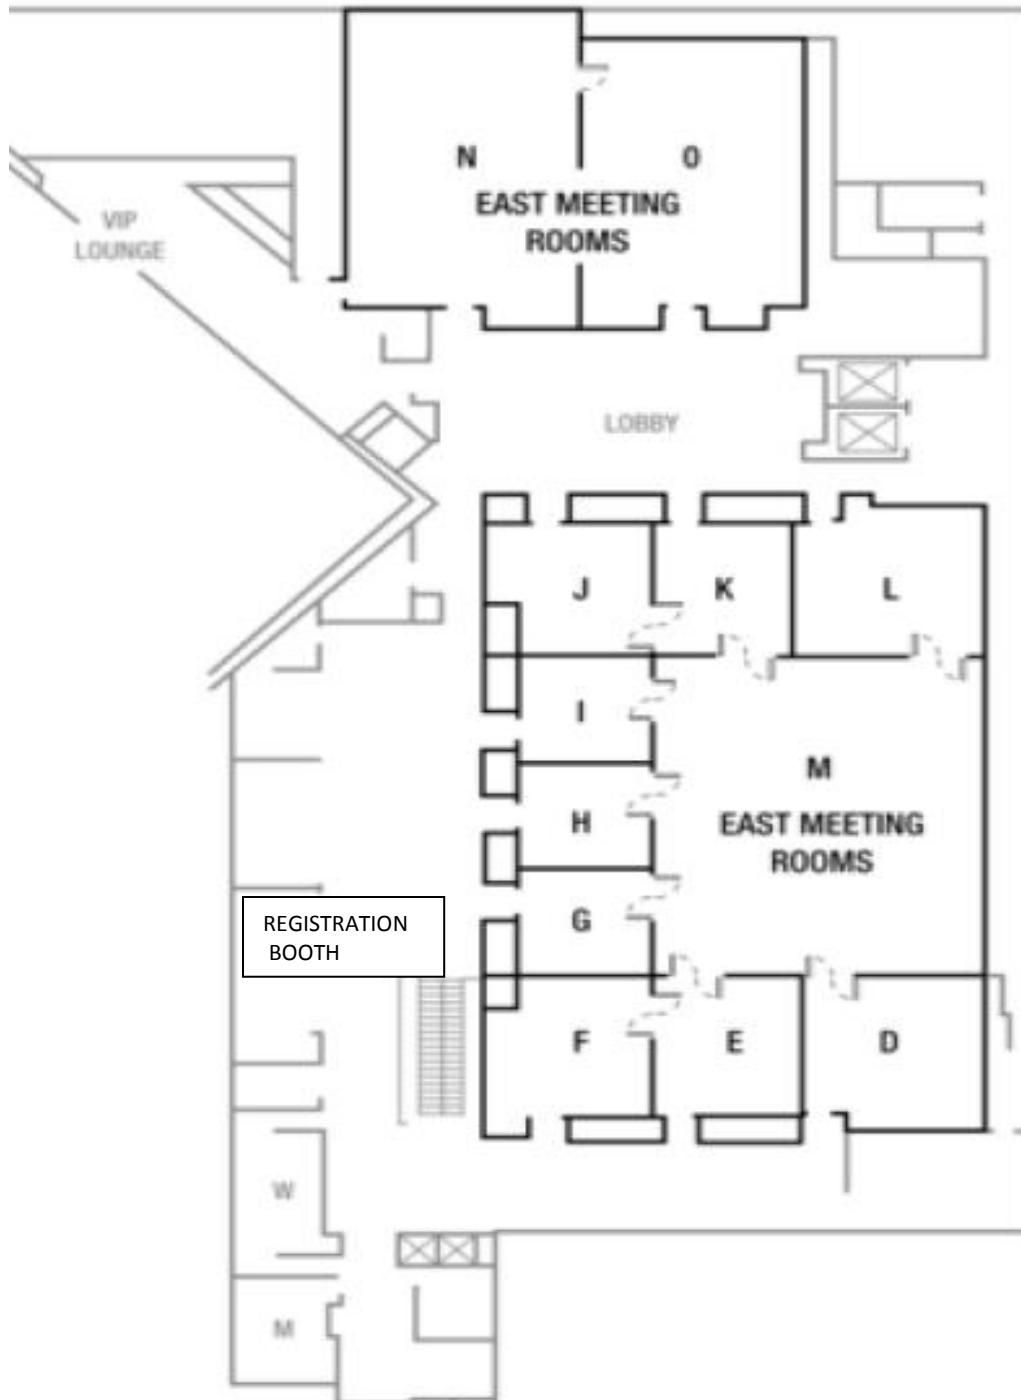 N
O
EAST MEETING
ROOMS
VIP
LOUNGE
LOBBY
J
K
L
I
M
H
EAST MEETING
ROOMS
G
REGISTRATION
BOOTH
F
E
D
W
M